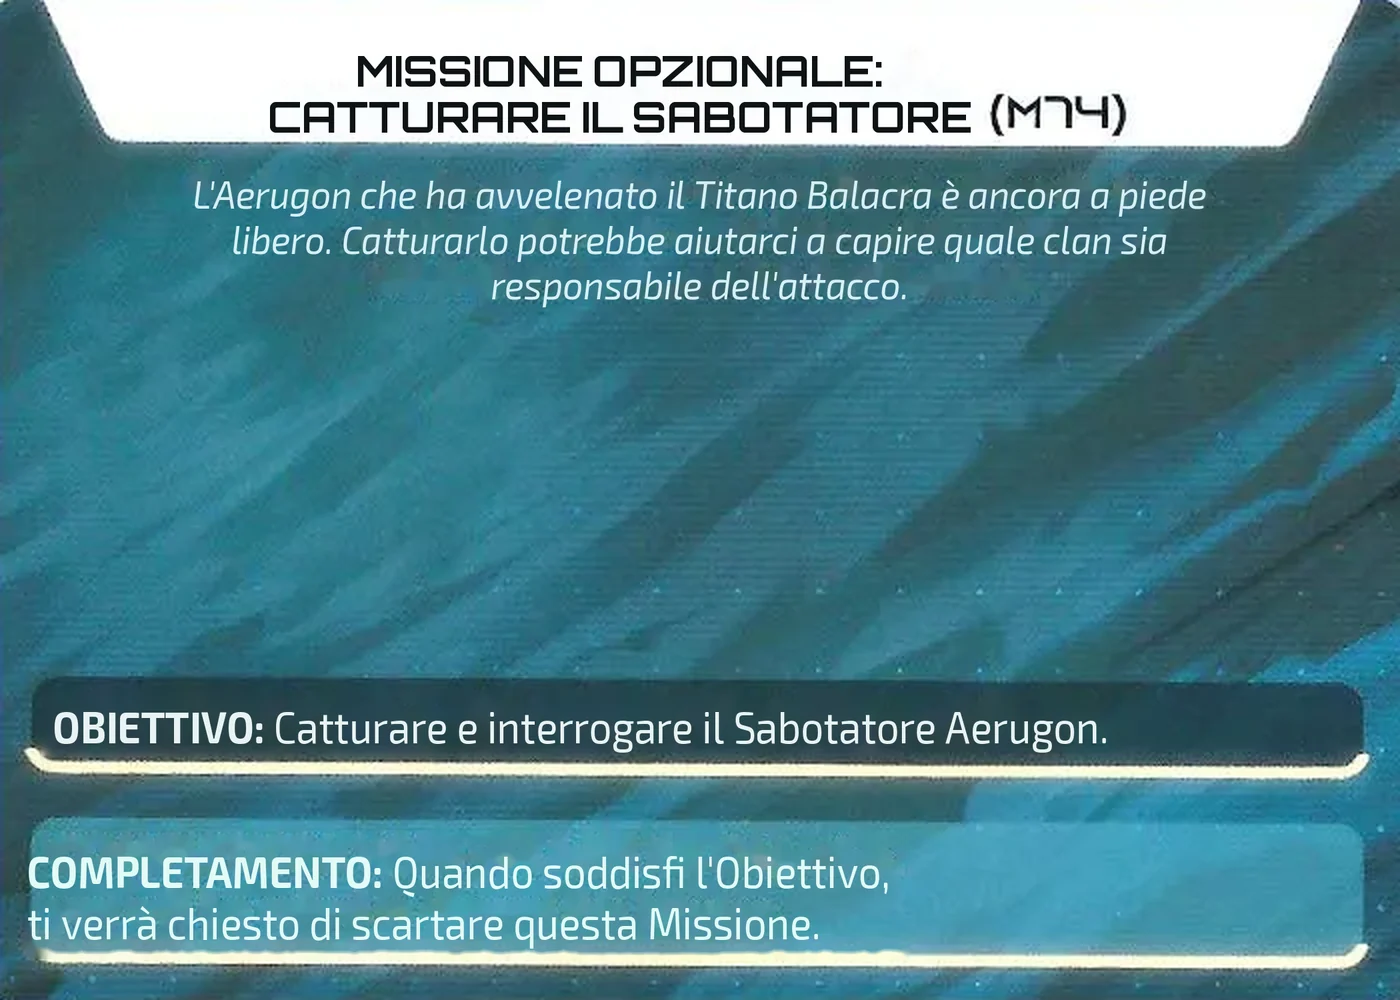 MISSIONE OPZIONALE:
CATTURARE IL SABOTATORE (M74)
L'Aerugon che ha avvelenato il Titano Balacra è ancora a piede
libero. Catturarlo potrebbe aiutarci a capire quale clan sia
responsabile dell'attacco.
OBIETTIVO: Catturare e interrogare il Sabotatore Aerugon.
COMPLETAMENTO: Quando soddisfi l'Obiettivo,
ti verrà chiesto di scartare questa Missione.